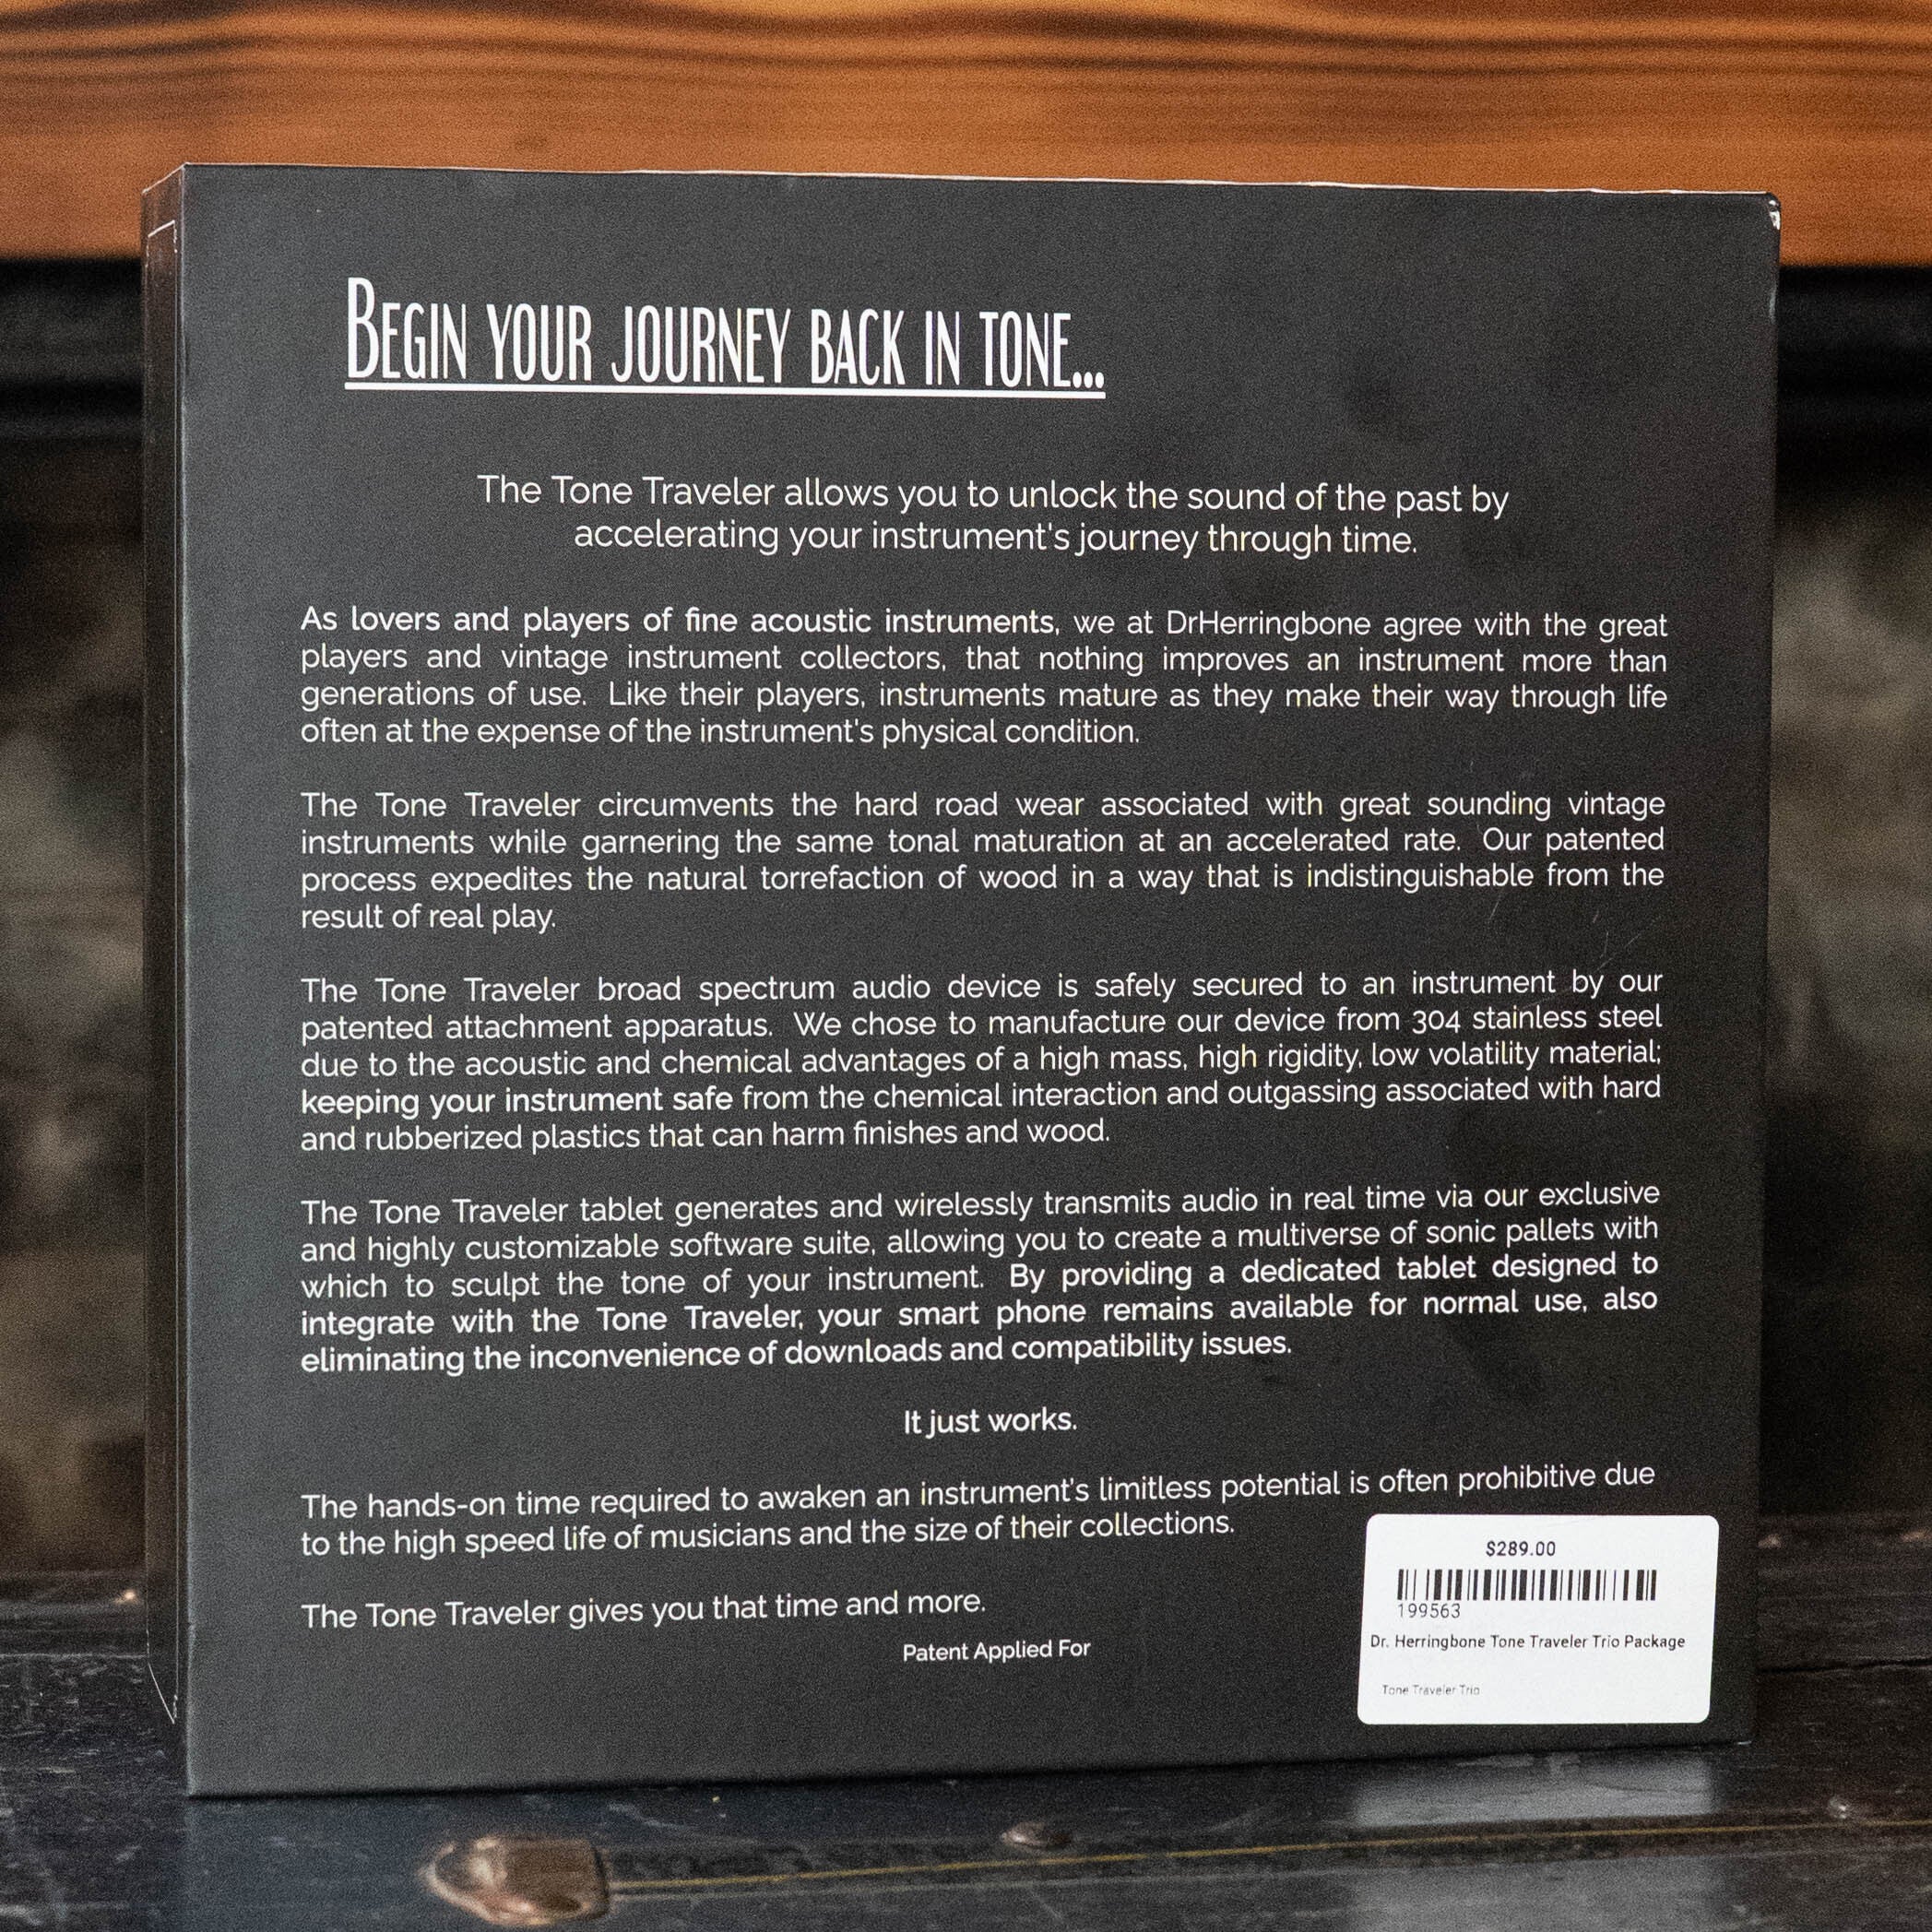 BEGIN YOUR JOURNEY BACK IN TONE...
The Tone Traveler allows you to unlock the sound of the past by
accelerating your instrument's journey through time.
As lovers and players of fine acoustic instruments, we at DrHerringbone agree with the great
players and vintage instrument collectors, that nothing improves an instrument more than
generations of use. Like their players, instruments mature as they make their way through life
often at the expense of the instrument's physical condition.
The Tone Traveler circumvents the hard road wear associated with great sounding vintage
instruments while garnering the same tonal maturation at an accelerated rate. Our patented
process expedites the natural torrefaction of wood in a way that is indistinguishable from the
result of real play.
The Tone Traveler broad spectrum audio device is safely secured to an instrument by our
patented attachment apparatus. We chose to manufacture our device from 304 stainless steel
due to the acoustic and chemical advantages of a high mass, high rigidity, low volatility material;
keeping your instrument safe from the chemical interaction and outgassing associated with hard
and rubberized plastics that can harm finishes and wood.
The Tone Traveler tablet generates and wirelessly transmits audio in real time via our exclusive
and highly customizable software suite, allowing you to create a multiverse of sonic pallets with
which to sculpt the tone of your instrument. By providing a dedicated tablet designed to
integrate with the Tone Traveler, your smart phone remains available for normal use, also
eliminating the inconvenience of downloads and compatibility issues.
It just works.
The hands-on time required to awaken an instrument's limitless potential is often prohibitive due
to the high speed life of musicians and the size of their collections.
The Tone Traveler gives you that time and more.
Patent Applied For
$289.00
199563
Dr. Herringbone Tone Traveler Trio Package
Tone Traveler Trio